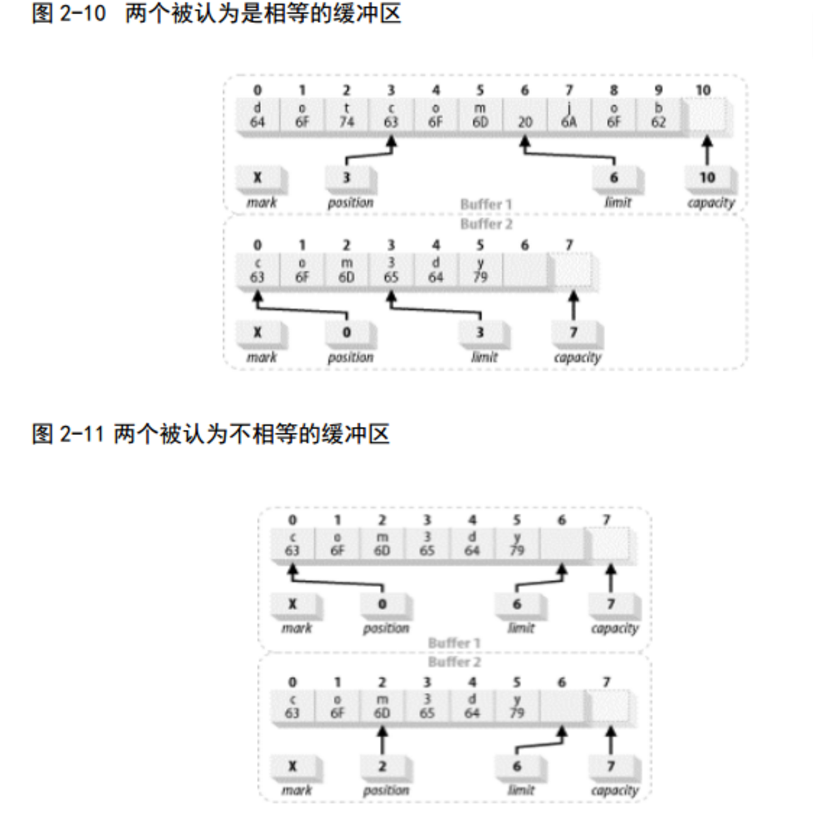 图 2-10 两个被认为是相等的缓冲区
0 1 2 3 4 5 6 7 8 9 10
d o t c o m j o b
64 6F 74 63 6F 6D 20 6A 6F 62
X 3 6 10
mark position limit capacity
Buffer 1
Buffer 2
0 1 2 3 4 5 6 7
c o m 3 d y
63 6F 6D 65 64 79
X 0 3 7
mark position limit capacity
图 2-11 两个被认为不相等的缓冲区
0 1 2 3 4 5 6 7
c o m 3 d y
63 6F 6D 65 64 79
X 0 6 7
mark position limit capacity
Buffer 1
Buffer 2
0 1 2 3 4 5 6 7
c o m 3 d y
63 6F 6D 65 64 79
X 2 6 7
mark position limit capacity